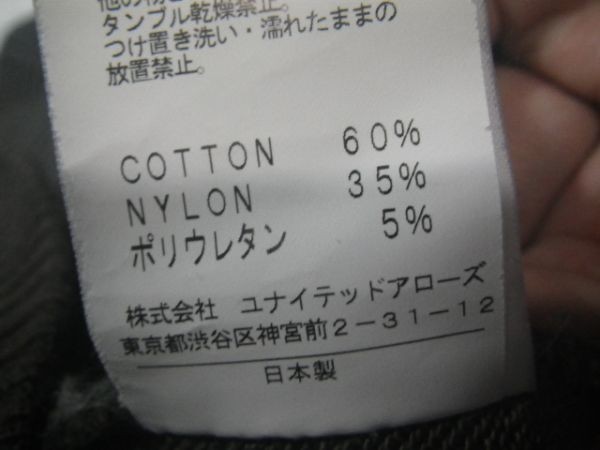 タンブル乾燥禁止。
つけ置き洗い・濡れたままの
放置禁止。
COTTON 60%
NYLON 35%
ポリウレタン 5%
株式会社 ユナイテッドアローズ
東京都渋谷区神宮前2-31-12
日本製